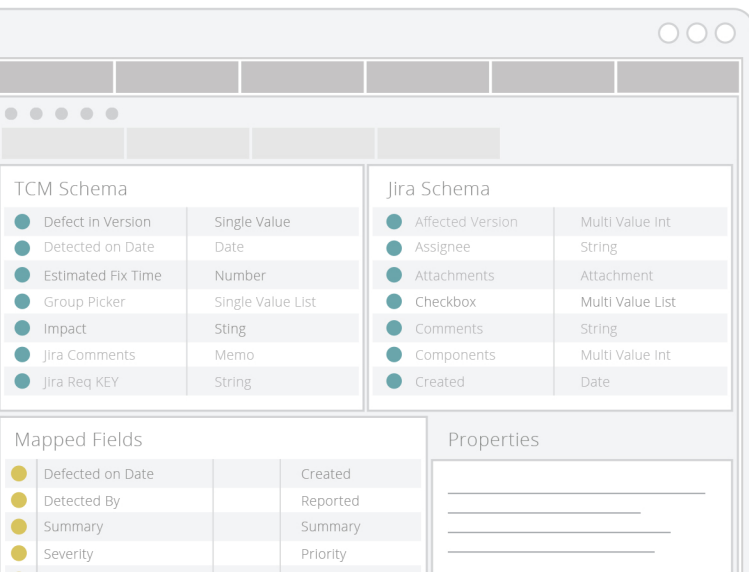 TCM Schema
Defect in Version Single Value
Detected on Date Date
Estimated Fix Time Number
Group Picker Single Value List
Impact Sting
Jira Comments Memo
Jira Req KEY String
Jira Schema
Affected Version Multi Value Int
Assignee String
Attachments Attachment
Checkbox Multi Value List
Comments String
Components Multi Value Int
Created Date
Mapped Fields
Defected on Date Created
Detected By Reported
Summary Summary
Severity Priority
Properties